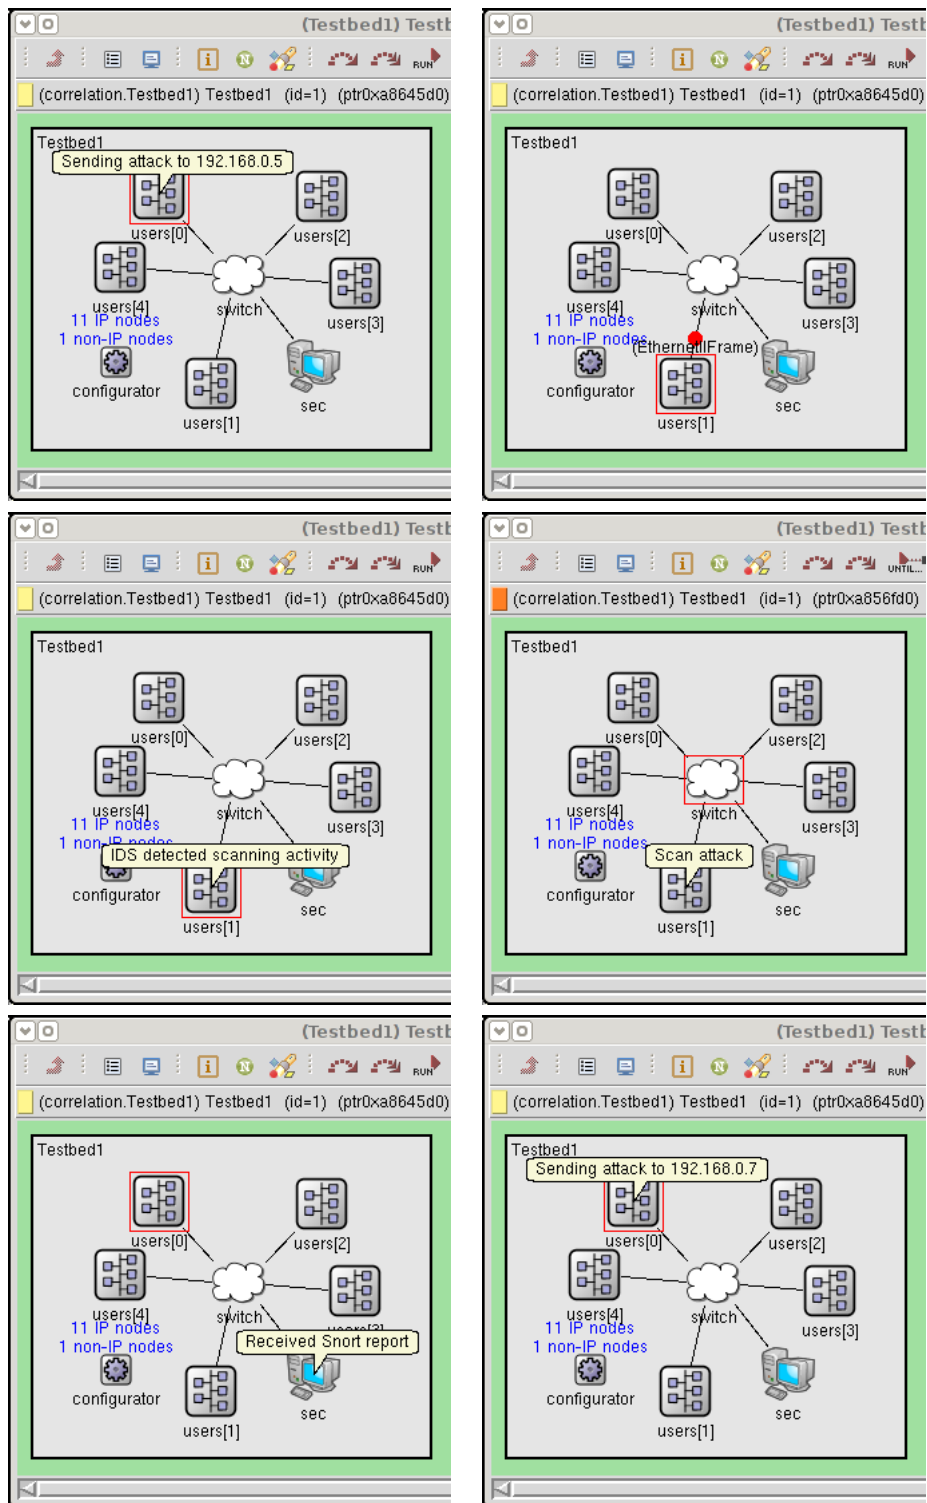 (Testbed1) Testb
RUN
(correlation.Testbed1) Testbed1 (id=1) (ptr0xa8645d0)
Testbed1
Sending attack to 192.168.0.5
users[0]
users[2]
users[4]
switch
users[3]
11 IP nodes
1 non-IP nodes
configurator
users[1]
sec
(Testbed1) Testb
RUN
(correlation.Testbed1) Testbed1 (id=1) (ptr0xa8645d0)
Testbed1
users[0]
users[2]
users[4]
switch
users[3]
11 IP nodes
1 non-IP nodes
(EthernetIIFrame)
configurator
users[1]
sec
(Testbed1) Testb
RUN
(correlation.Testbed1) Testbed1 (id=1) (ptr0xa8645d0)
Testbed1
users[0]
users[2]
users[4]
switch
users[3]
11 IP nodes
1 non-IP nodes
IDS detected scanning activity
configurator
users[1]
sec
(Testbed1) Testb
UNTIL...
(correlation.Testbed1) Testbed1 (id=1) (ptr0xa856fd0)
Testbed1
users[0]
users[2]
users[4]
switch
users[3]
11 IP nodes
1 non-IP nodes
Scan attack
configurator
users[1]
sec
(Testbed1) Testb
RUN
(correlation.Testbed1) Testbed1 (id=1) (ptr0xa8645d0)
Testbed1
users[0]
users[2]
users[4]
switch
users[3]
11 IP nodes
1 non-IP nodes
Received Snort report
configurator
users[1]
sec
(Testbed1) Testb
RUN
(correlation.Testbed1) Testbed1 (id=1) (ptr0xa8645d0)
Testbed1
Sending attack to 192.168.0.7
users[0]
users[2]
users[4]
switch
users[3]
11 IP nodes
1 non-IP nodes
configurator
users[1]
sec